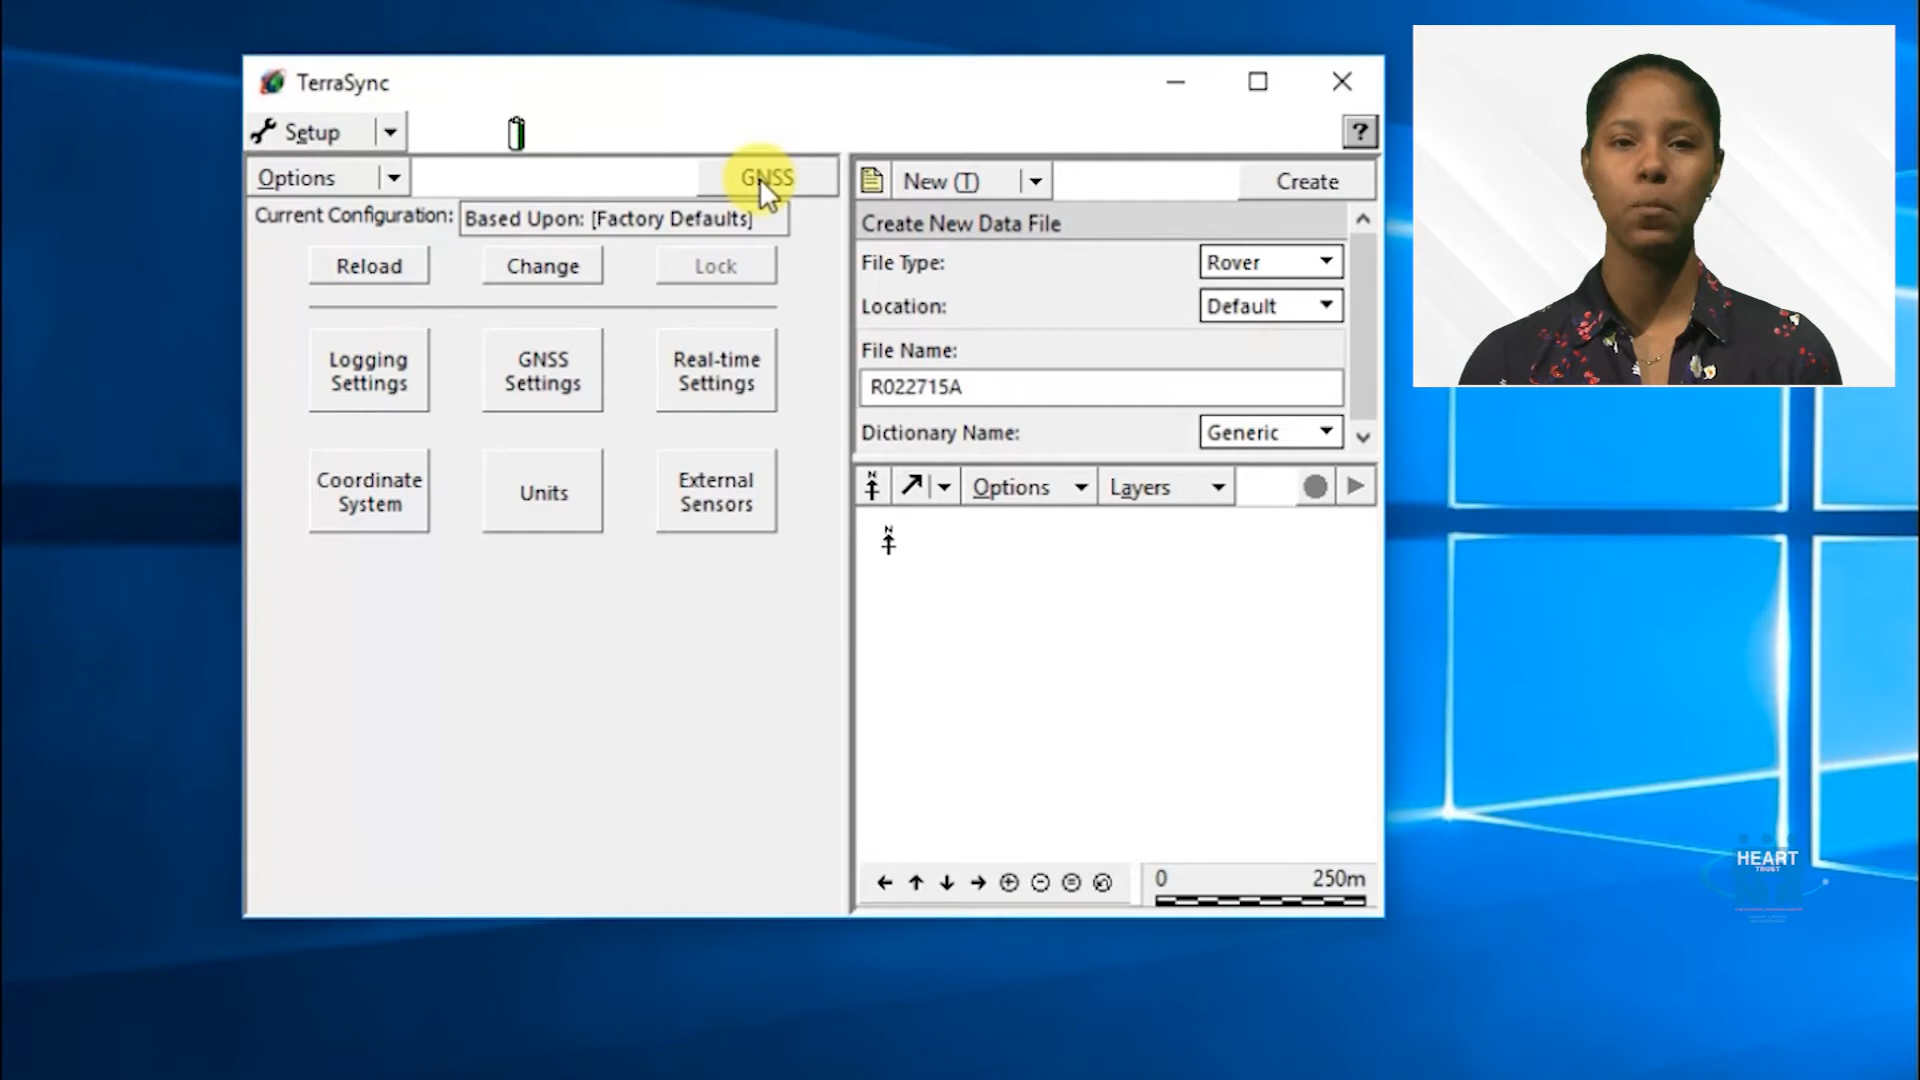 TerraSync
Setup
?
Options
GNSS
Current Configuration:
Based Upon: [Factory Defaults]
Reload
Change
Lock
Logging
Settings
GNSS
Settings
Real-time
Settings
Coordinate
System
Units
External
Sensors
New (T)
Create
Create New Data File
File Type:
Rover
Location:
Default
File Name:
R022715A
Dictionary Name:
Generic
N
Options
Layers
N
0
250m
HEART
TRUST